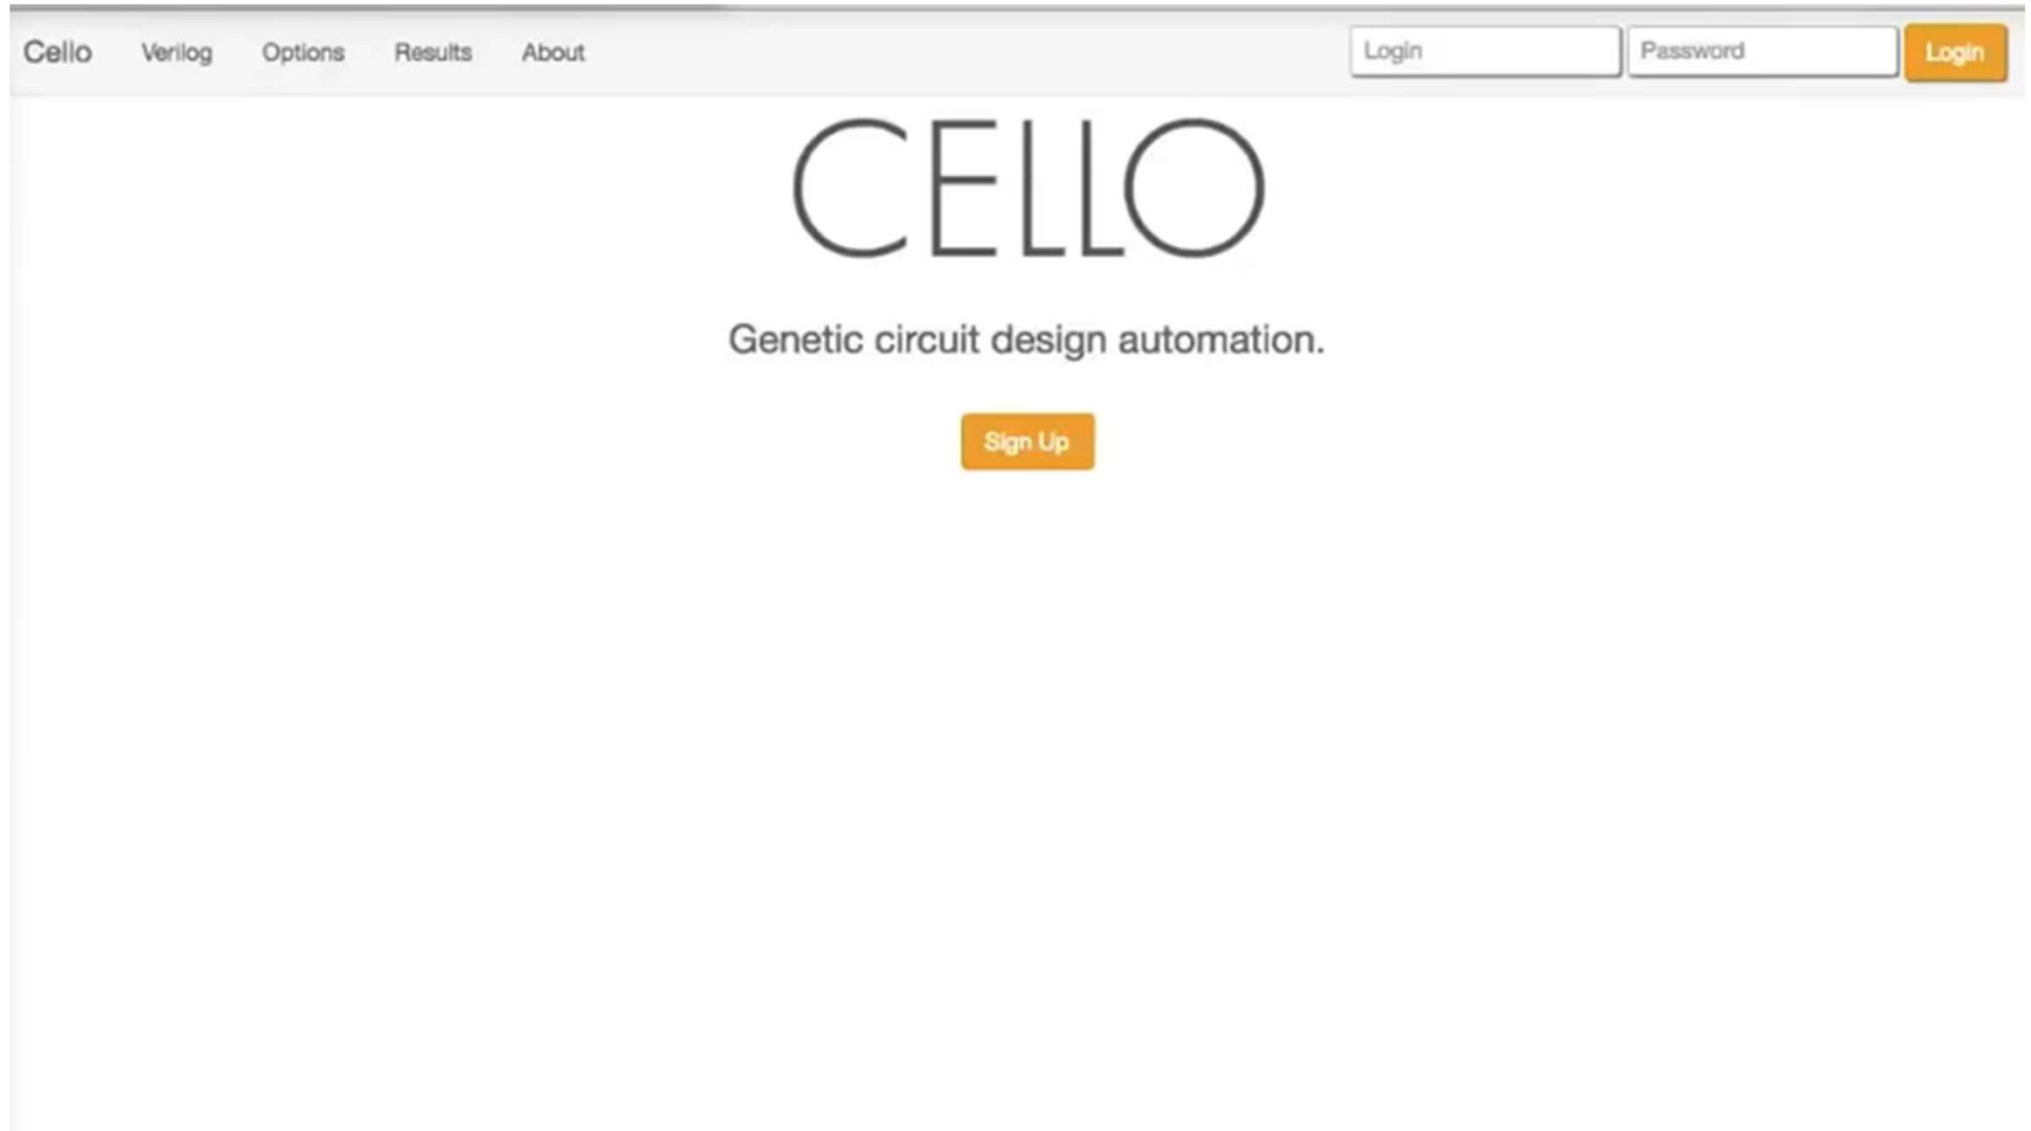 Cello Verilog Options Results About Login Password Login
CELLO
Genetic circuit design automation.
Sign Up